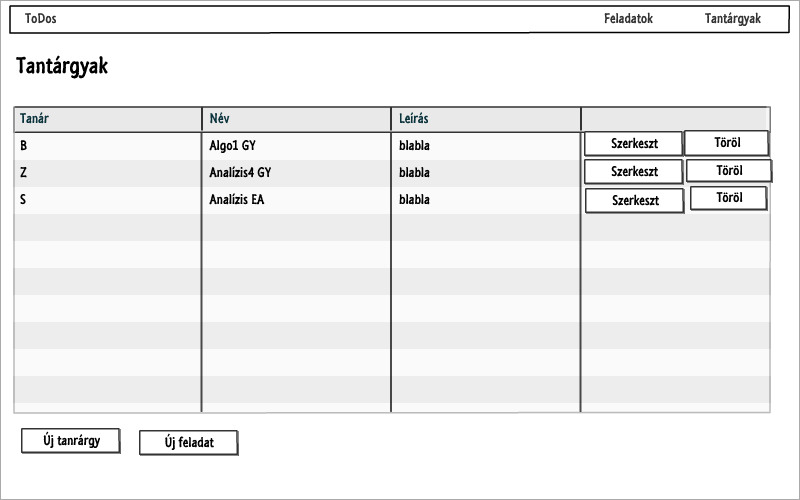 ToDos Feladatok Tantárgyak
Tantárgyak
Tanár Név Leírás
B Algo1 GY blabla Szerkeszt Töröl
Z Analízis4 GY blabla Szerkeszt Töröl
S Analízis EA blabla Szerkeszt Töröl
Új tanrárgy Új feladat